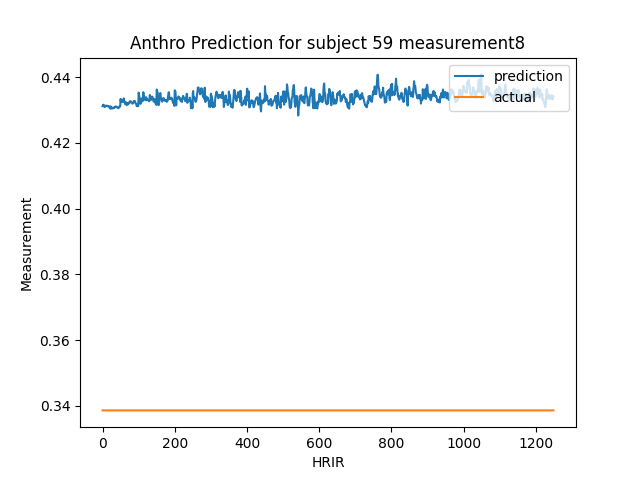 Anthro Prediction for subject 59 measurement8
prediction
actual
0.44
0.42
0.40
0.38
0.36
0.34
Measurement
0
200
400
600
800
1000
1200
HRIR